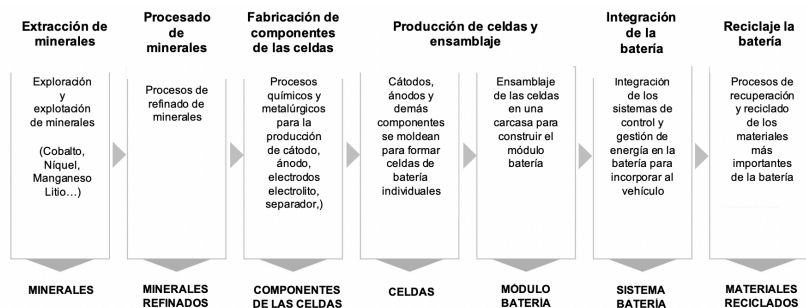 Extracción de
minerales
Procesado
de
minerales
Fabricación de
componentes
de las celdas
Producción de celdas y
ensamblaje
Integración
de la
batería
Reciclaje la
batería
Exploración
y
explotación
de minerales
(Cobalto,
Níquel,
Manganeso
Litio…)
Procesos de
refinado de
minerales
Procesos
químicos y
metalúrgicos
para la
producción
de cátodo,
ánodo,
electrodos
electrolito,
separador,)
Cátodos,
ánodos y
demás
componentes
se moldean
para formar
celdas de
batería
individuales
Ensamblaje
de las celdas
en una
carcasa para
construir el
módulo
batería
Integración
de los
sistemas de
control y
gestión de
energía en la
batería para
incorporar al
vehículo
Procesos de
recuperación
y reciclado
de los
materiales
más
importantes
de la batería
MINERALES
MINERALES
REFINADOS
COMPONENTES
DE LAS CELDAS
CELDAS
MÓDULO
BATERÍA
SISTEMA
BATERÍA
MATERIALES
RECICLADOS